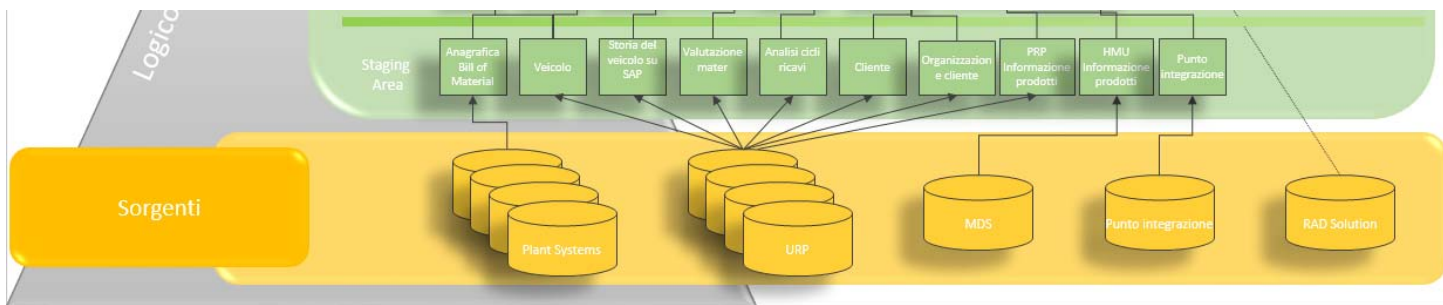 Logico
Staging
Area
Anagrafica
Bill of
Material
Veicolo
Storia del
veicolo su
SAP
Valutazione
mater
Analisi cicli
ricavi
Cliente
Organizzazion
e cliente
PRP
Informazione
prodotti
HMU
Informazione
prodotti
Punto
integrazione
Sorgenti
Plant Systems
URP
MDS
Punto integrazione
RAD Solution